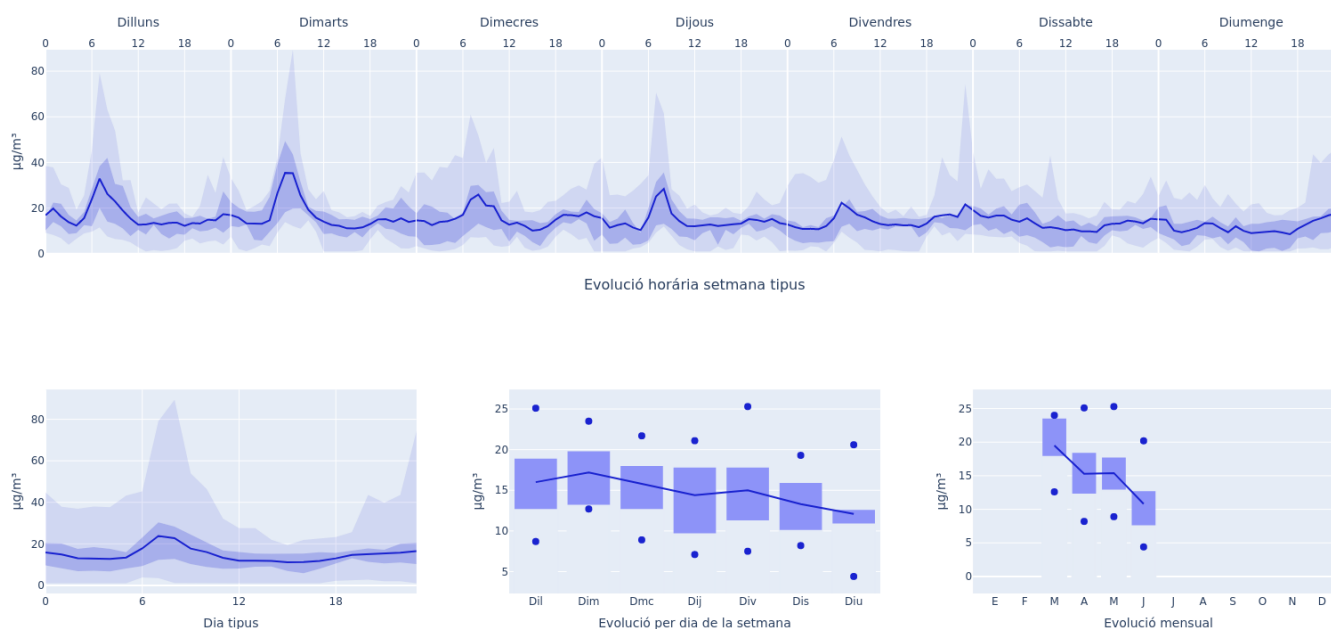 Dilluns Dimarts Dimecres Dijous Divendres Dissabte Diumenge
0 6 12 18 0 6 12 18 0 6 12 18 0 6 12 18 0 6 12 18 0 6 12 18 0 6 12 18
80
60
40
20
0
µg/m³
Evolució horária setmana tipus
80
60
40
20
0
µg/m³
0 6 12 18
Dia tipus
25
20
15
10
5
µg/m³
Dil Dim Dmc Dij Div Dis Diu
Evolució per dia de la setmana
25
20
15
10
5
0
µg/m³
E F M A M J J A S O N D
Evolució mensual